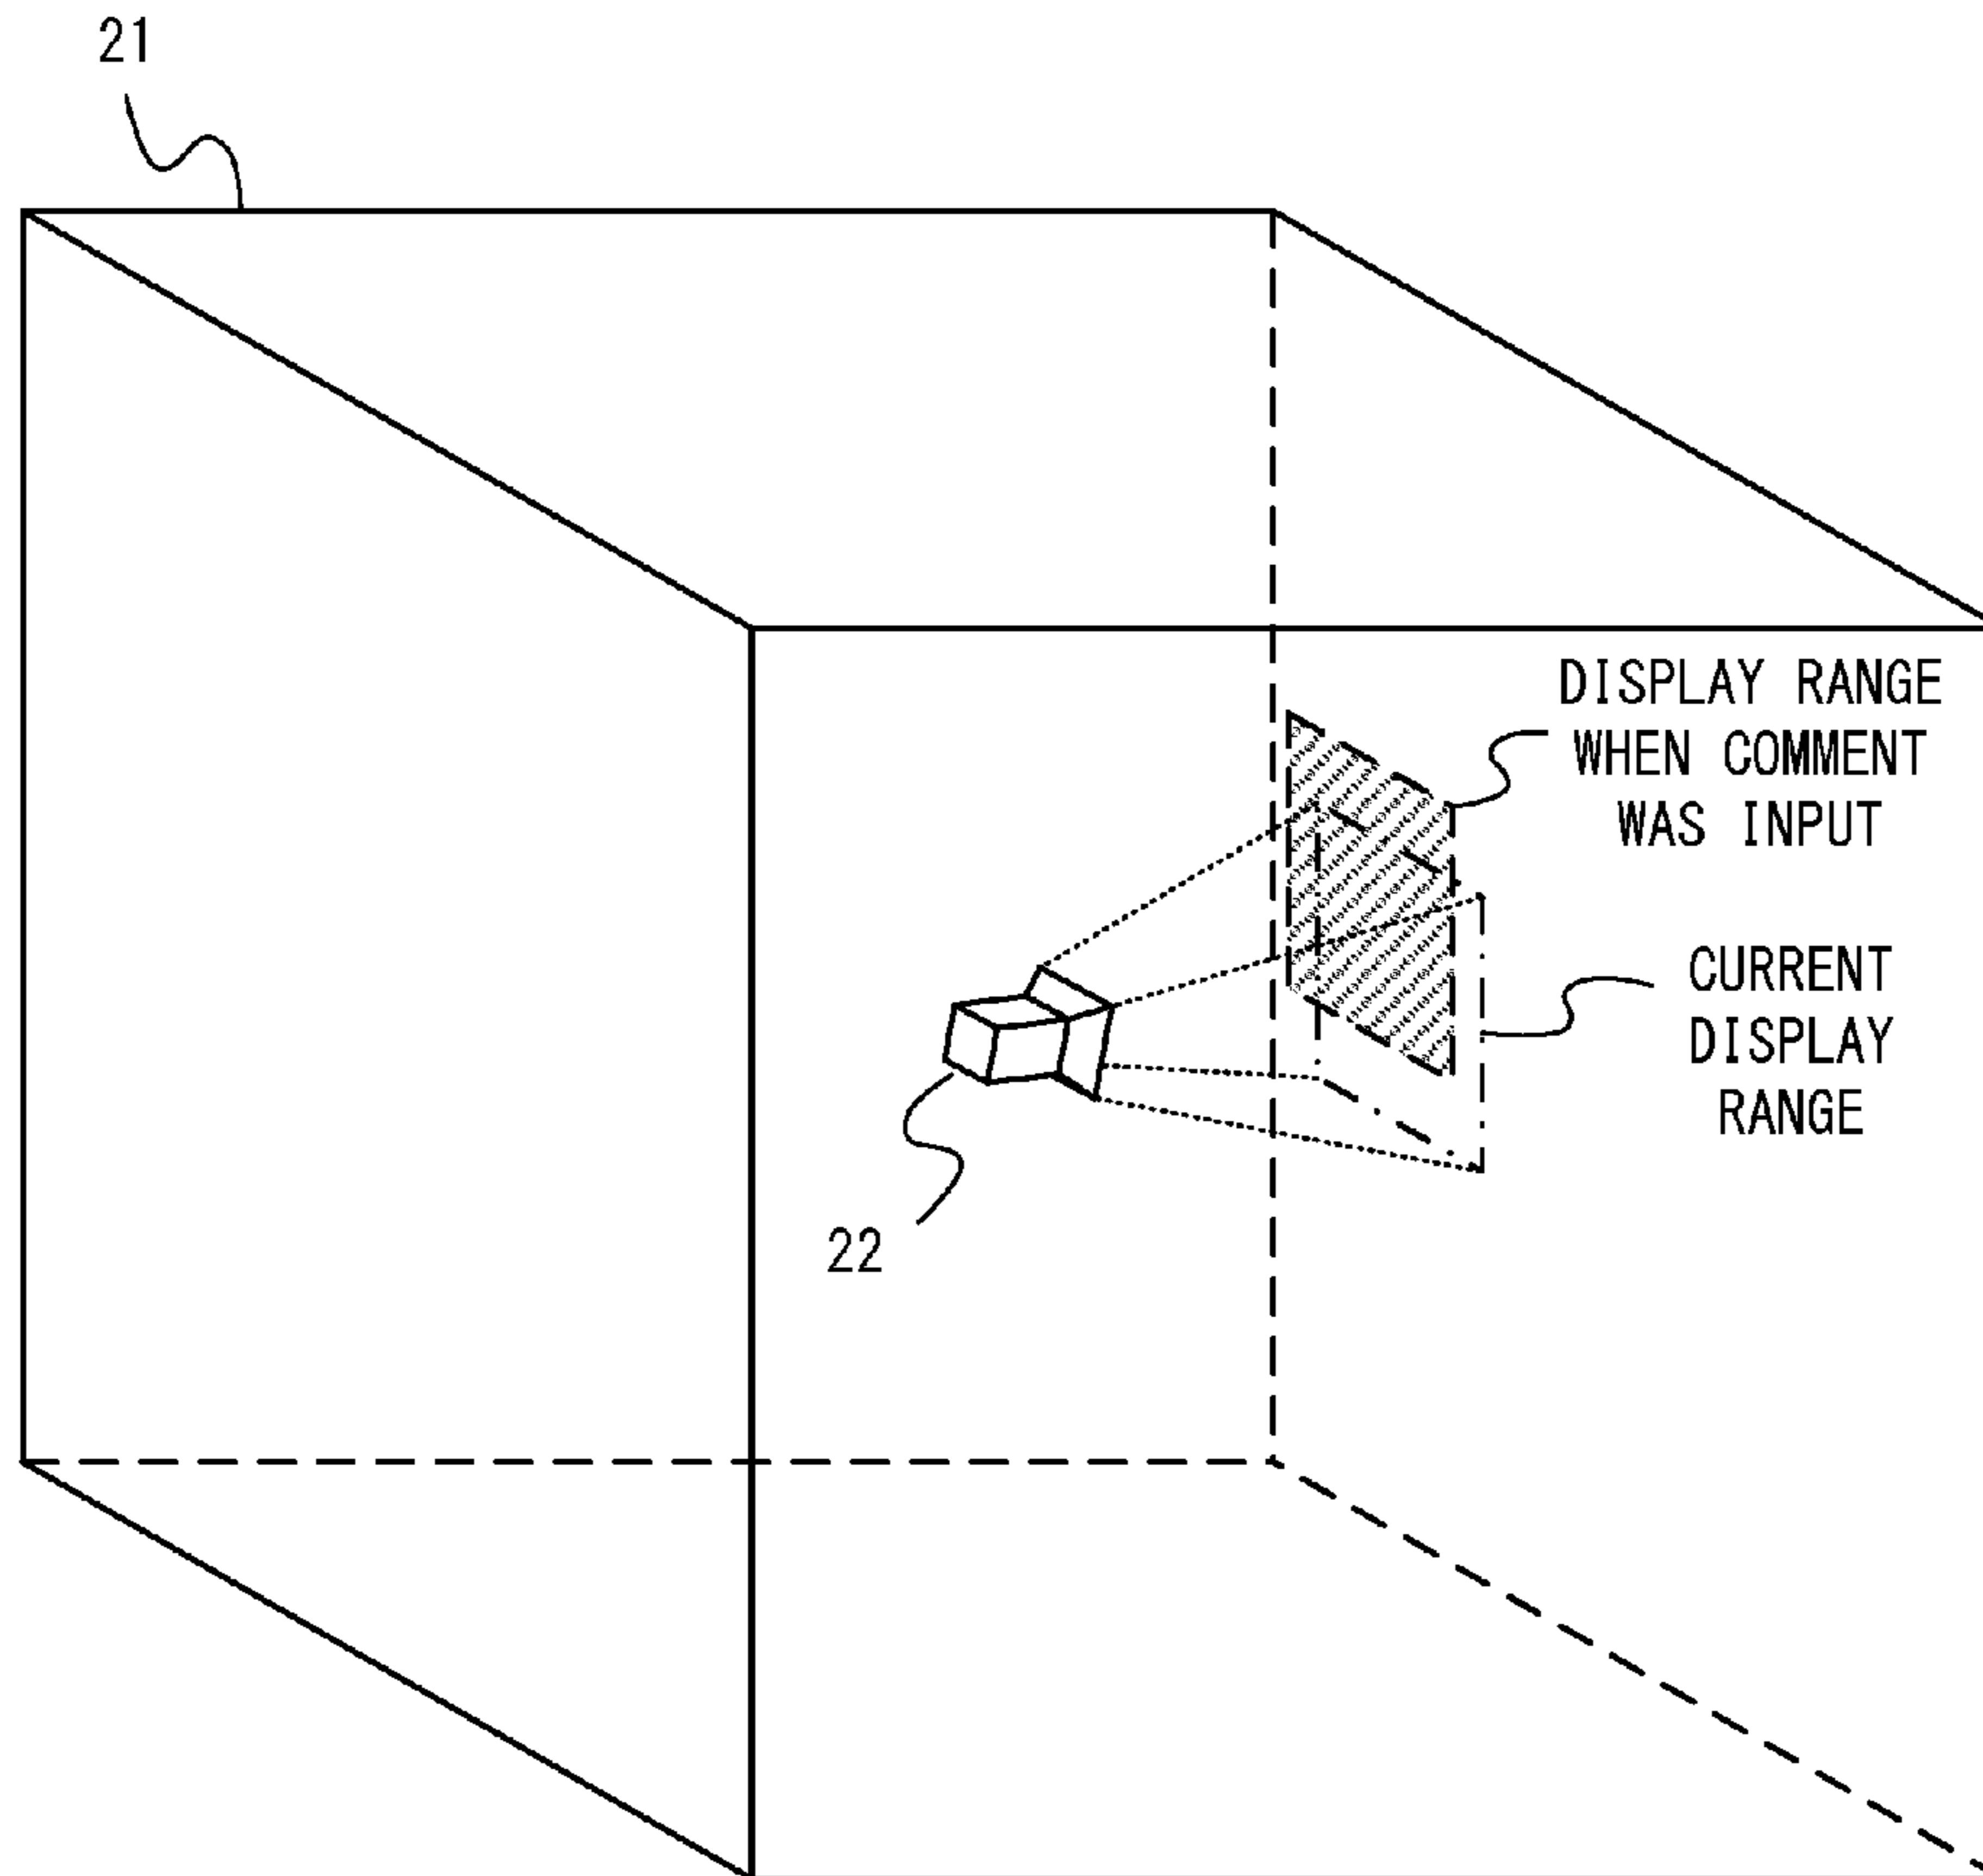 21
DISPLAY RANGE
WHEN COMMENT
WAS INPUT
CURRENT
DISPLAY
RANGE
22